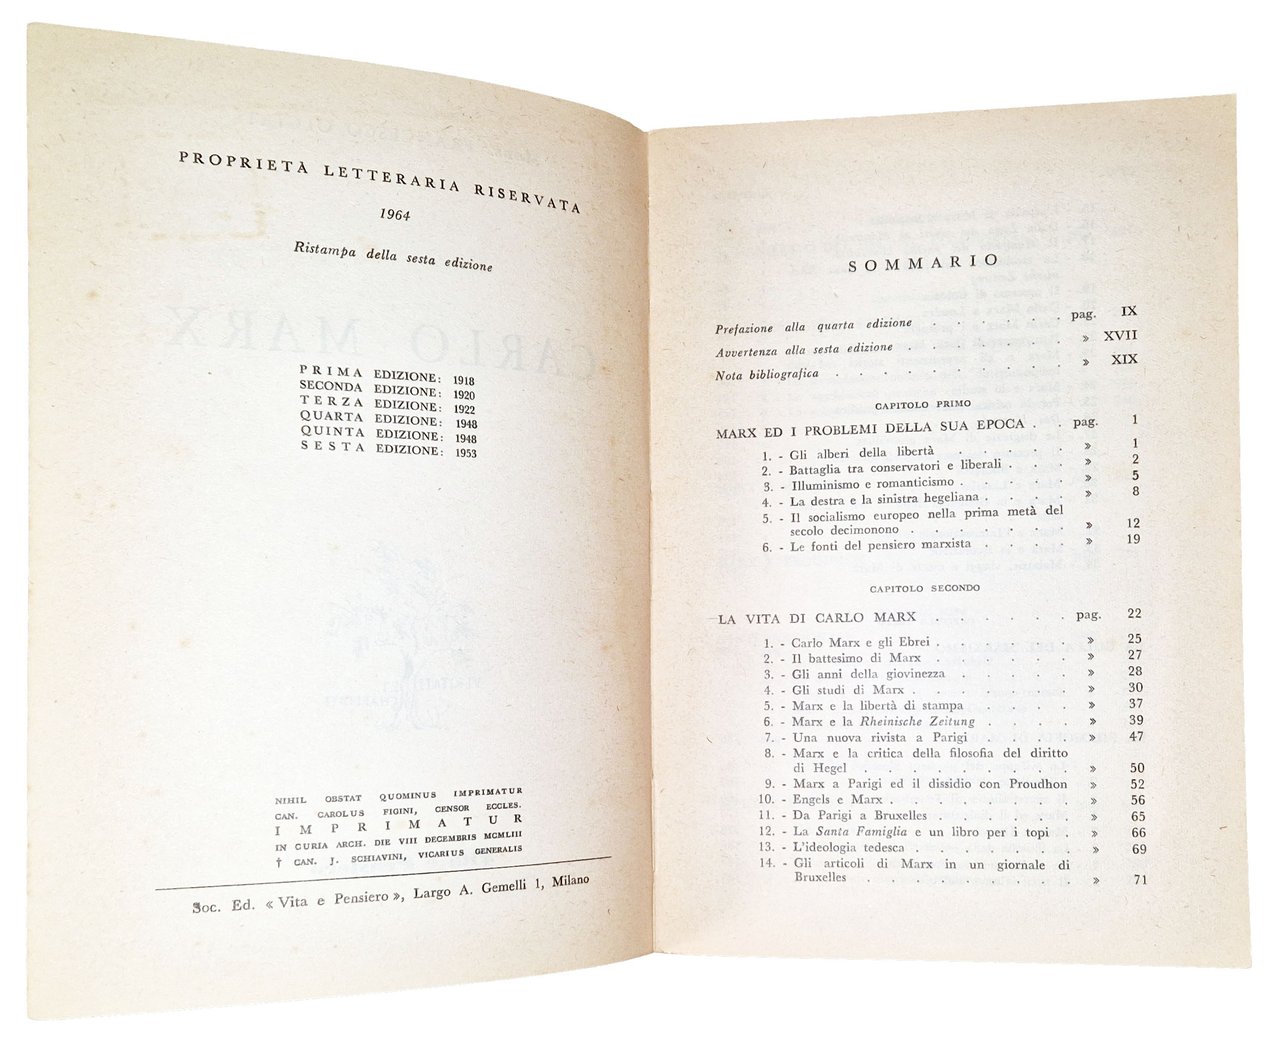 PROPRIETÀ LETTERARIA RISERVATA
1964
Ristampa della sesta edizione
PRIMA EDIZIONE: 1918
SECONDA EDIZIONE: 1920
TERZA EDIZIONE: 1922
QUARTA EDIZIONE: 1948
QUINTA EDIZIONE: 1948
SESTA EDIZIONE: 1953
NIHIL OBSTAT QUOMINUS IMPRIMATUR
CAN. CAROLUS FIGINI, CENSOR ECCLES.
IMPRIMATUR
IN CURIA ARCH. DIE VIII DECEMBRIS MCMLIII
† CAN. J. SCHIAVINI, VICARIUS GENERALIS
Soc. Ed. « Vita e Pensiero », Largo A. Gemelli 1, Milano
SOMMARIO
Prefazione alla quarta edizione . . . . . . pag. IX
Avvertenza alla sesta edizione . . . . . . » XVII
Nota bibliografica . . . . . . . . . . » XIX
CAPITOLO PRIMO
MARX ED I PROBLEMI DELLA SUA EPOCA . . pag. 1
1. - Gli alberi della libertà . . . . . » 1
2. - Battaglia tra conservatori e liberali . . . » 2
3. - Illuminismo e romanticismo . . . . . » 5
4. - La destra e la sinistra hegeliana . . . . » 8
5. - Il socialismo europeo nella prima metà del
secolo decimonono . . . . . . . » 12
6. - Le fonti del pensiero marxista . . . . » 19
CAPITOLO SECONDO
LA VITA DI CARLO MARX . . . . . . pag. 22
1. - Carlo Marx e gli Ebrei . . . . . . » 25
2. - Il battesimo di Marx . . . . . . » 27
3. - Gli anni della giovinezza . . . . . » 28
4. - Gli studi di Marx . . . . . . . » 30
5. - Marx e la libertà di stampa . . . . » 37
6. - Marx e la Rheinische Zeitung . . . . » 39
7. - Una nuova rivista a Parigi . . . . » 47
8. - Marx e la critica della filosofia del diritto
di Hegel . . . . . . . . . » 50
9. - Marx a Parigi ed il dissidio con Proudhon » 52
10. - Engels e Marx . . . . . . . . » 56
11. - Da Parigi a Bruxelles . . . . . . » 65
12. - La Santa Famiglia e un libro per i topi . » 66
13. - L'ideologia tedesca . . . . . . . » 69
14. - Gli articoli di Marx in un giornale di
Bruxelles . . . . . . . . . » 71